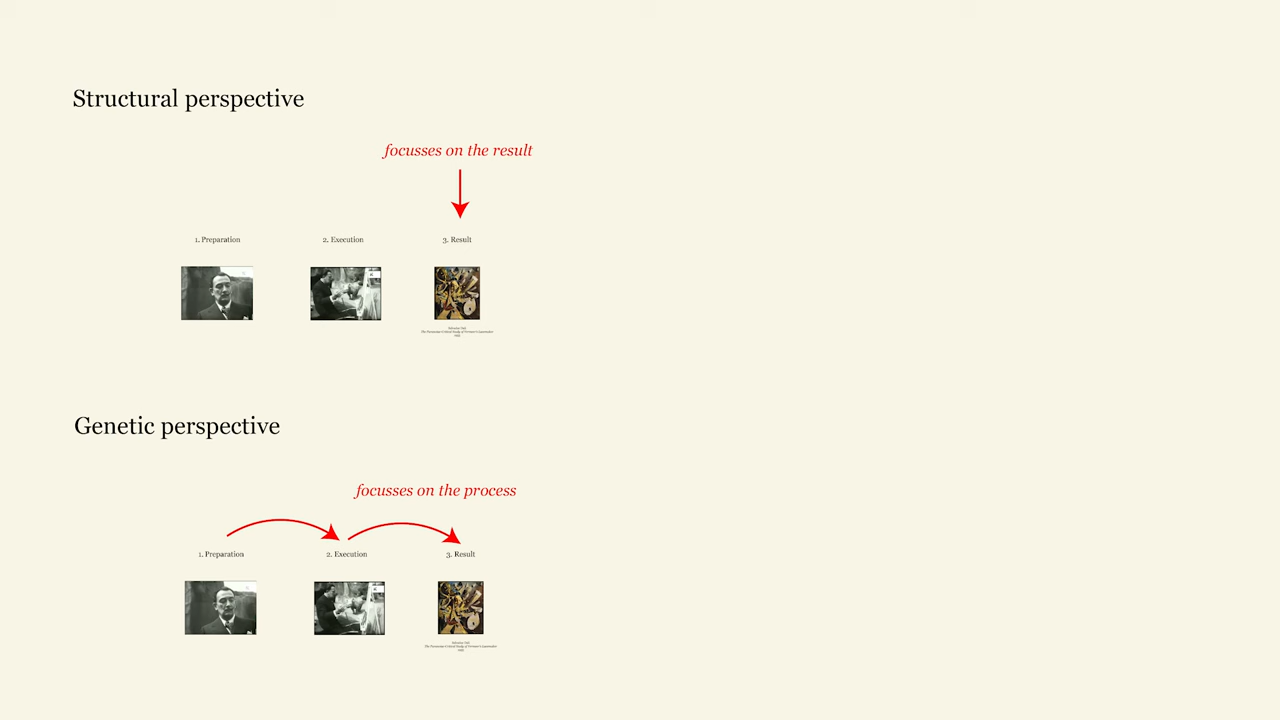 Structural perspective
focusses on the result
1. Preparation
2. Execution
3. Result
Genetic perspective
focusses on the process
1. Preparation
2. Execution
3. Result